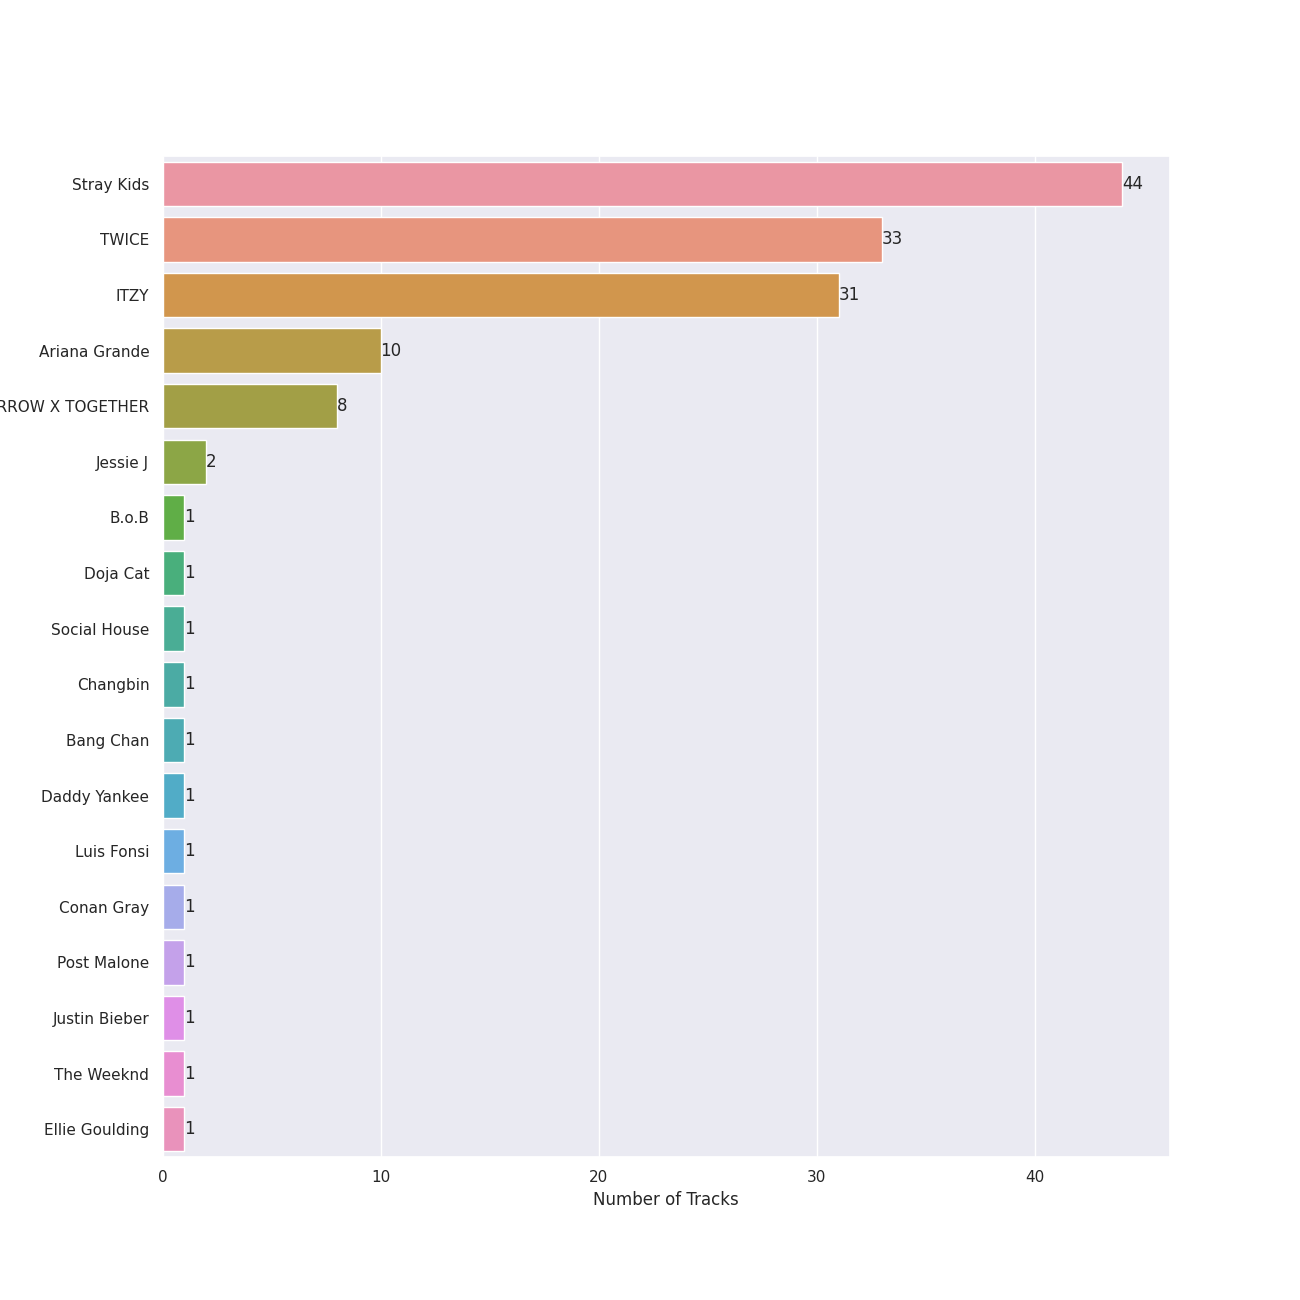 Stray Kids 44
TWICE 33
ITZY 31
Ariana Grande 10
RROW X TOGETHER 8
Jessie J 2
B.o.B 1
Doja Cat 1
Social House 1
Changbin 1
Bang Chan 1
Daddy Yankee 1
Luis Fonsi 1
Conan Gray 1
Post Malone 1
Justin Bieber 1
The Weeknd 1
Ellie Goulding 1
0 10 20 30 40
Number of Tracks